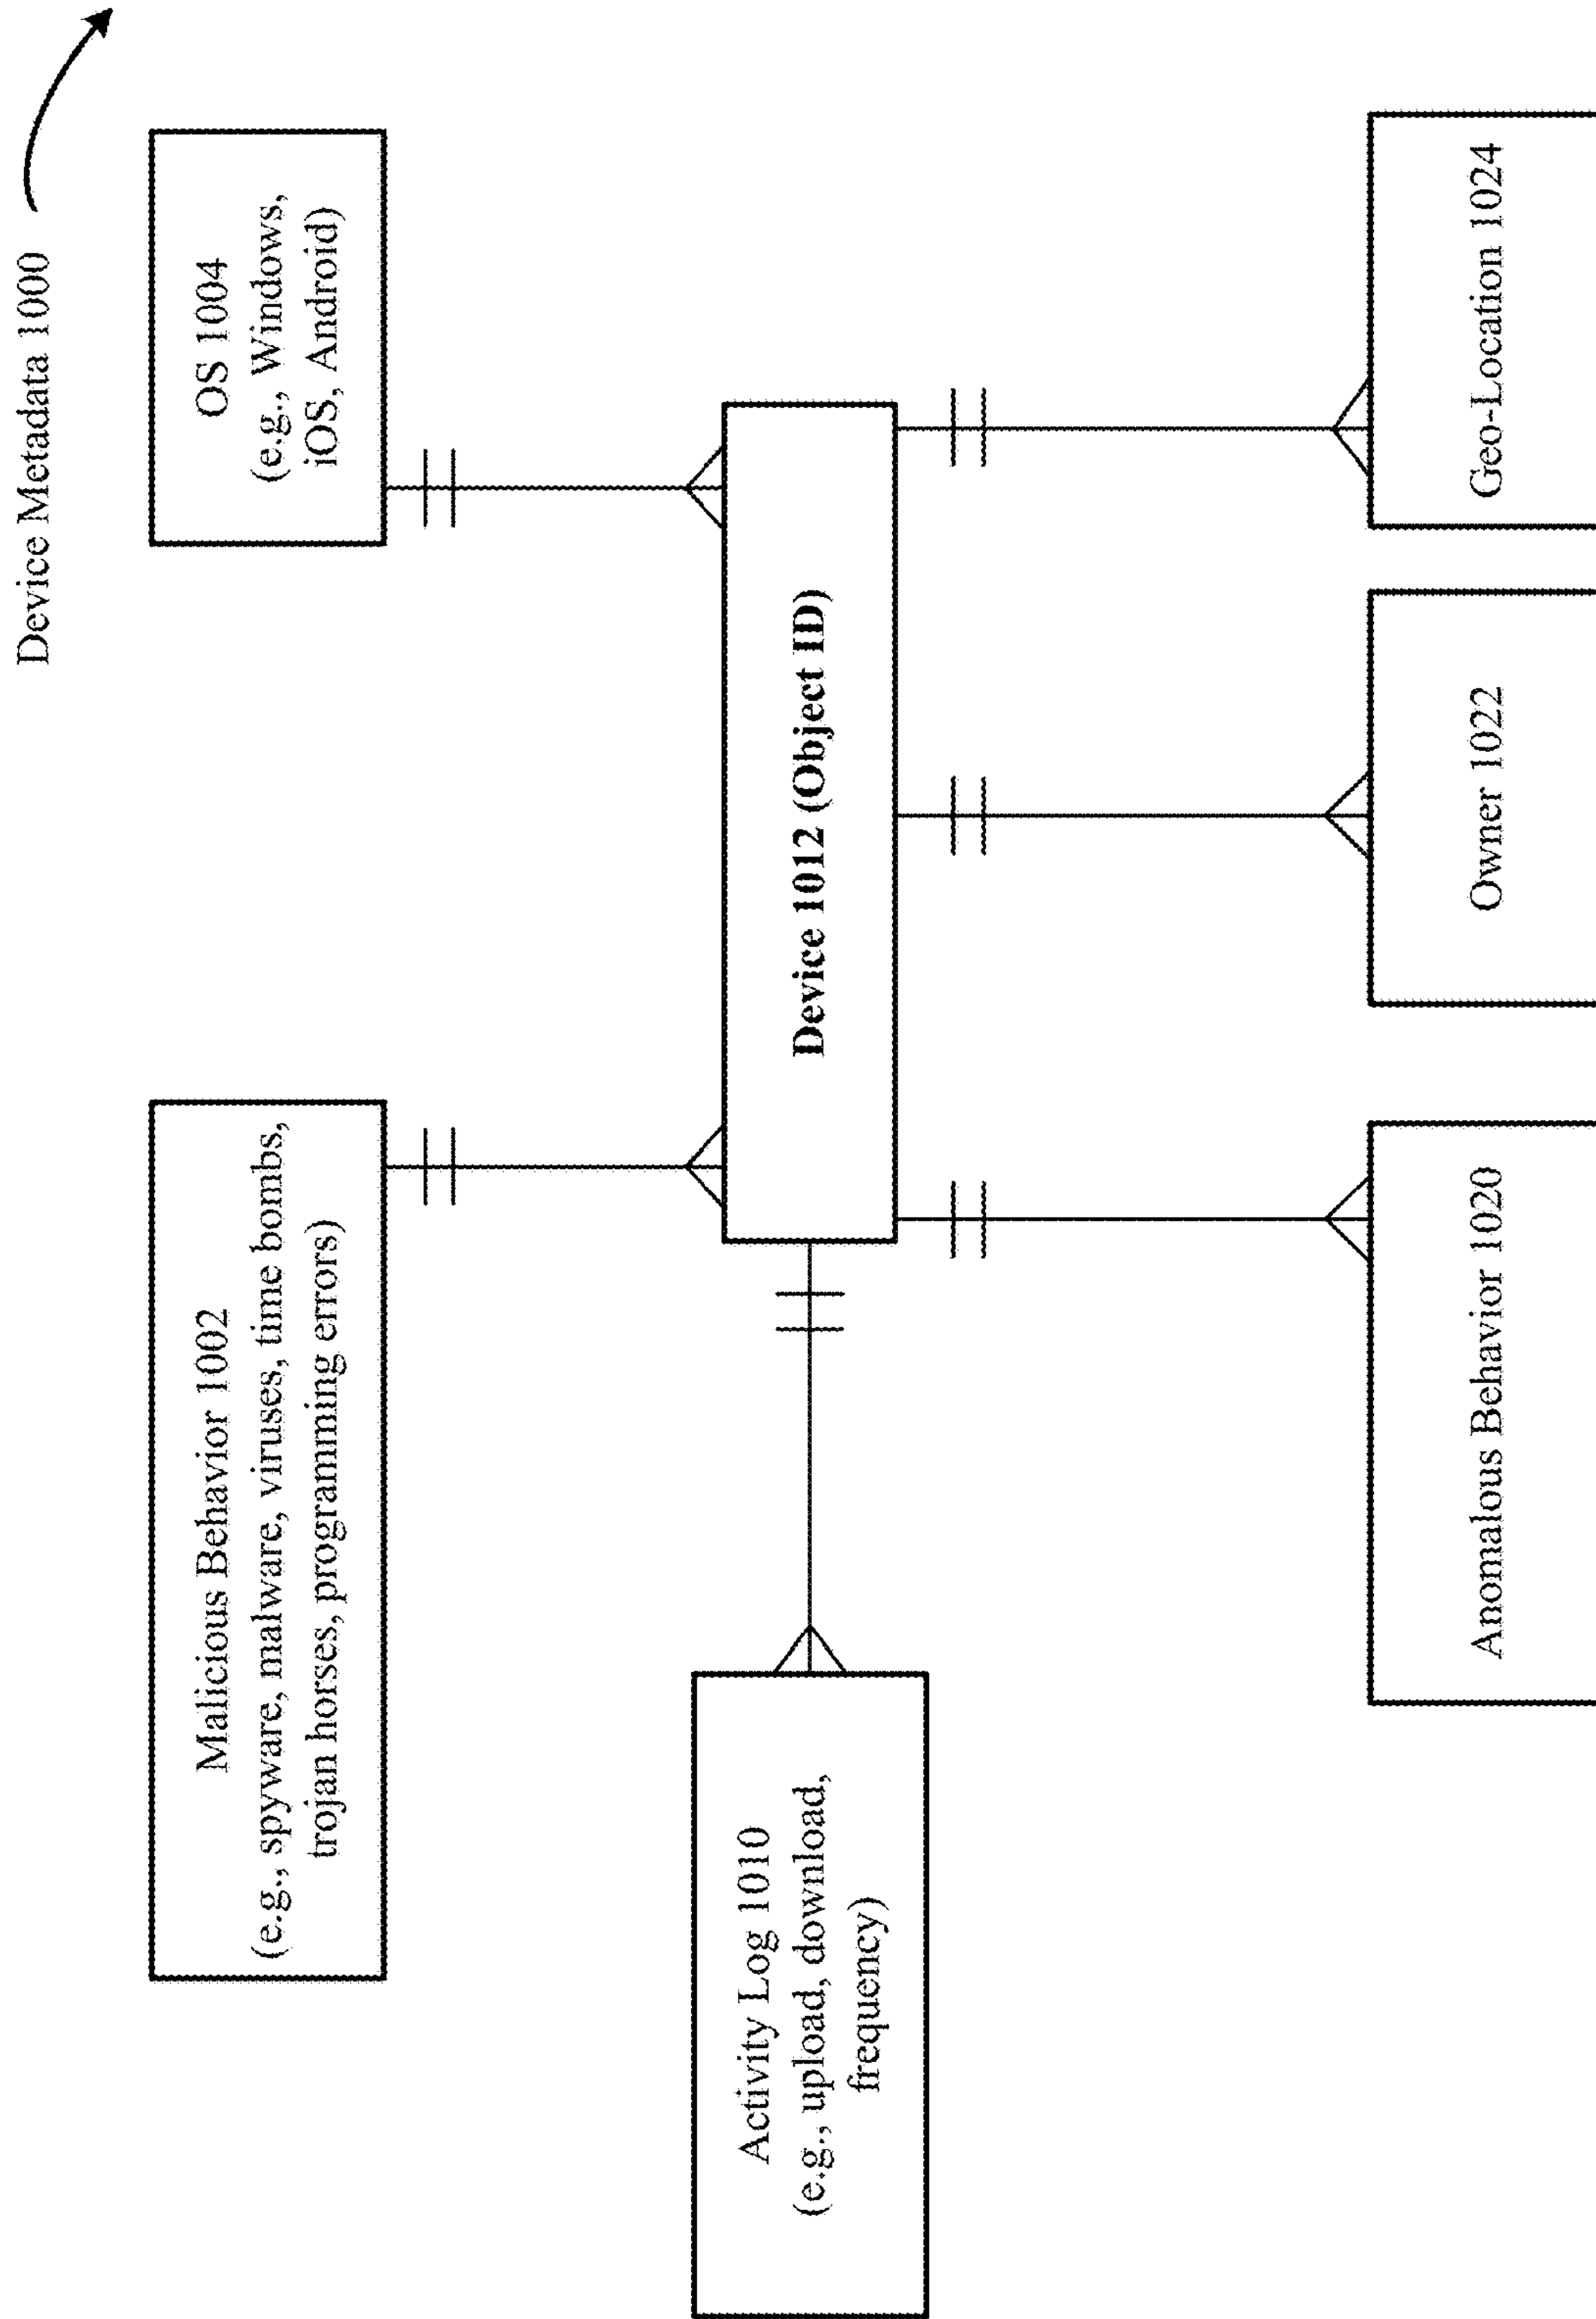 Device Metadata 1000
Malicious Behavior 1002
(e.g., spyware, malware, viruses, time bombs,
trojan horses, programming errors)
OS 1004
(e.g., Windows,
iOS, Android)
Activity Log 1010
(e.g., upload, download,
frequency)
Device 1012 (Object ID)
Anomalous Behavior 1020
Owner 1022
Geo-Location 1024